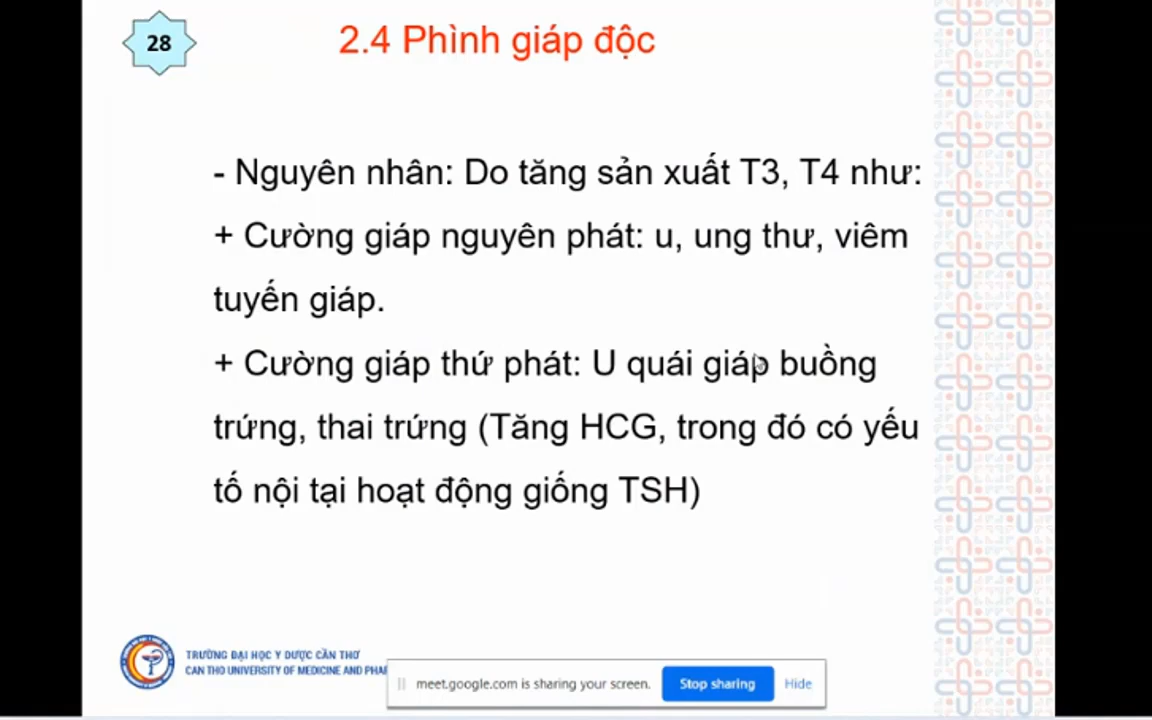 28
2.4 Phình giáp độc
- Nguyên nhân: Do tăng sản xuất T3, T4 như:
+ Cường giáp nguyên phát: u, ung thư, viêm
tuyến giáp.
+ Cường giáp thứ phát: U quái giáp buồng
trứng, thai trứng (Tăng HCG, trong đó có yếu
tố nội tại hoạt động giống TSH)
TRƯỜNG ĐẠI HỌC Y DƯỢC CẦN THƠ
CAN THO UNIVERSITY OF MEDICINE AND PHAR
meet.google.com is sharing your screen.
Stop sharing
Hide